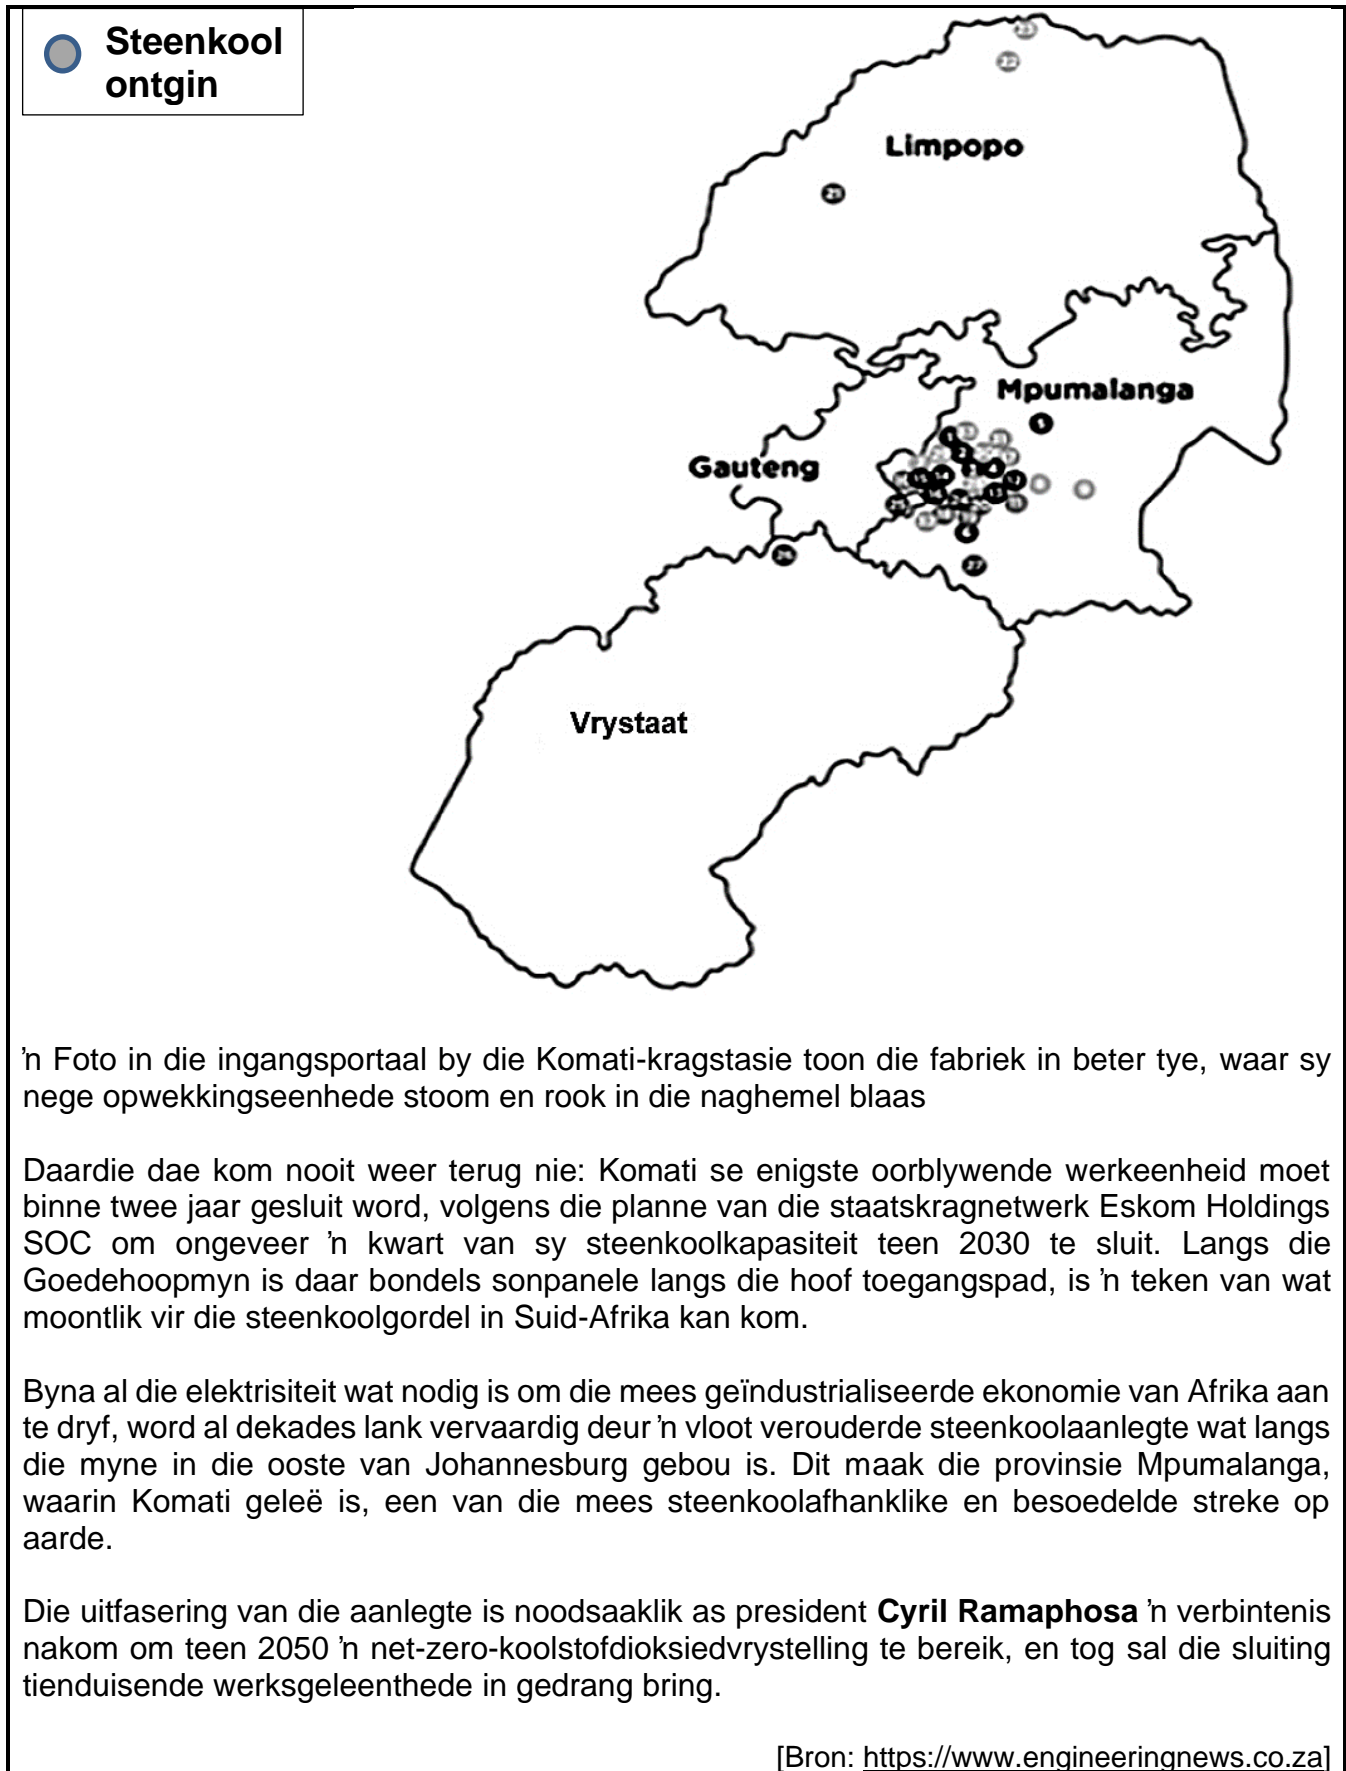 Steenkool
ontgin
Limpopo
Mpumalanga
Gauteng
Vrystaat
'n Foto in die ingangsportaal by die Komati-kragstasie toon die fabriek in beter tye, waar sy
nege opwekkingseenhede stoom en rook in die naghemel blaas
Daardie dae kom nooit weer terug nie: Komati se enigste oorblywende werkeenheid moet
binne twee jaar gesluit word, volgens die planne van die staatskragnetwerk Eskom Holdings
SOC om ongeveer 'n kwart van sy steenkoolkapasiteit teen 2030 te sluit. Langs die
Goedehoopmyn is daar bondels sonpanele langs die hoof toegangspad, is 'n teken van wat
moontlik vir die steenkoolgordel in Suid-Afrika kan kom.
Byna al die elektrisiteit wat nodig is om die mees geïndustrialiseerde ekonomie van Afrika aan
te dryf, word al dekades lank vervaardig deur 'n vloot verouderde steenkoolaanlegte wat langs
die myne in die ooste van Johannesburg gebou is. Dit maak die provinsie Mpumalanga,
waarin Komati geleë is, een van die mees steenkoolafhanklike en besoedelde streke op
aarde.
Die uitfasering van die aanlegte is noodsaaklik as president Cyril Ramaphosa 'n verbintenis
nakom om teen 2050 'n net-zero-koolstofdioksiedvrystelling te bereik, en tog sal die sluiting
tienduisende werksgeleenthede in gedrang bring.
[Bron: https://www.engineeringnews.co.za]